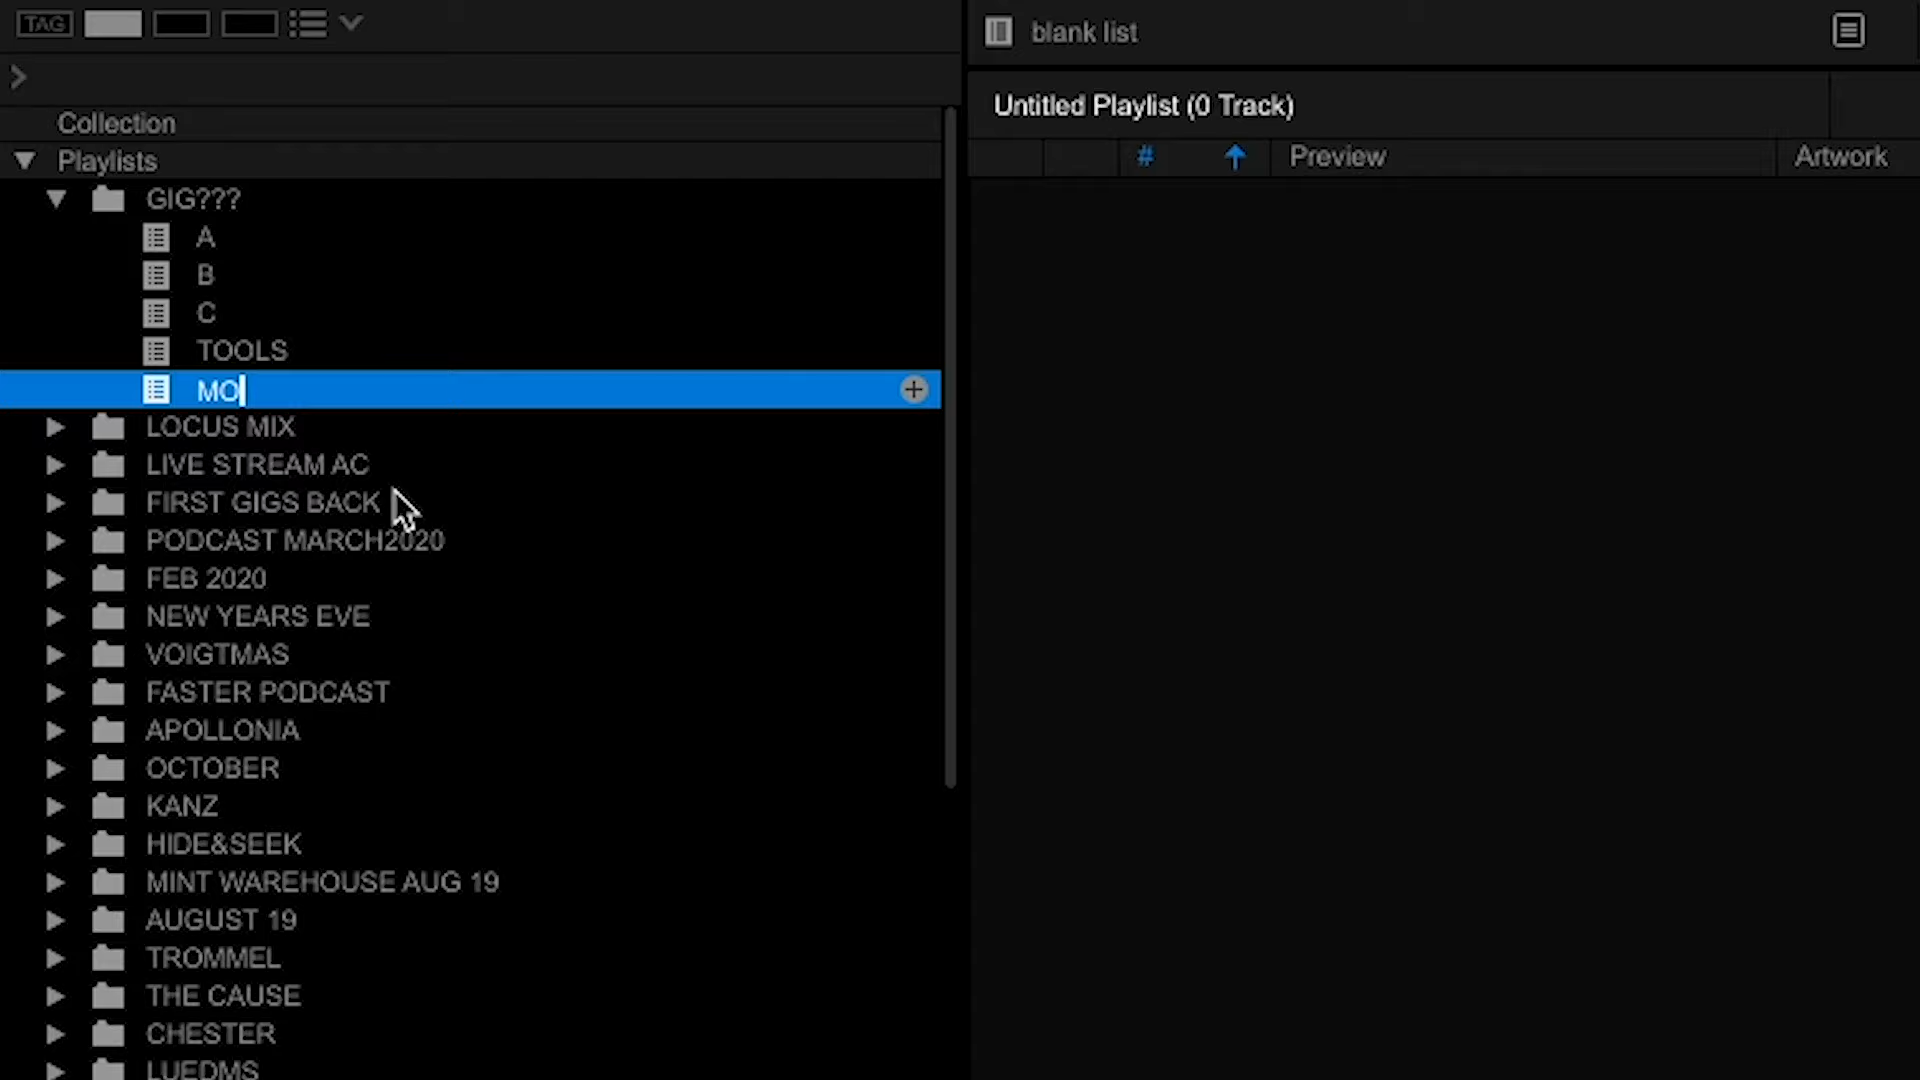 TAG
blank list
Untitled Playlist (0 Track)
# Preview Artwork
Collection
Playlists
GIG???
A
B
C
TOOLS
MO
LOCUS MIX
LIVE STREAM AC
FIRST GIGS BACK
PODCAST MARCH2020
FEB 2020
NEW YEARS EVE
VOIGTMAS
FASTER PODCAST
APOLLONIA
OCTOBER
KANZ
HIDE&SEEK
MINT WAREHOUSE AUG 19
AUGUST 19
TROMMEL
THE CAUSE
CHESTER
LUEDMS